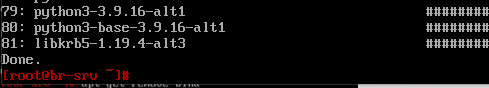 79: python3-3.9.16-alt1 ########
80: python3-base-3.9.16-alt1 ########
81: libkrb5-1.19.4-alt3 ########
Done.
[root@br-srv ~]#